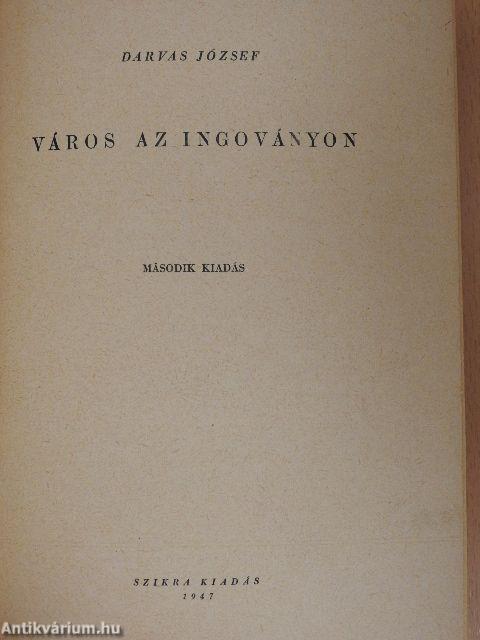 DARVAS JÓZSEF
VÁROS AZ INGOVÁNYON
MÁSODIK KIADÁS
SZIKRA KIADÁS
1947
Antikvárium.hu